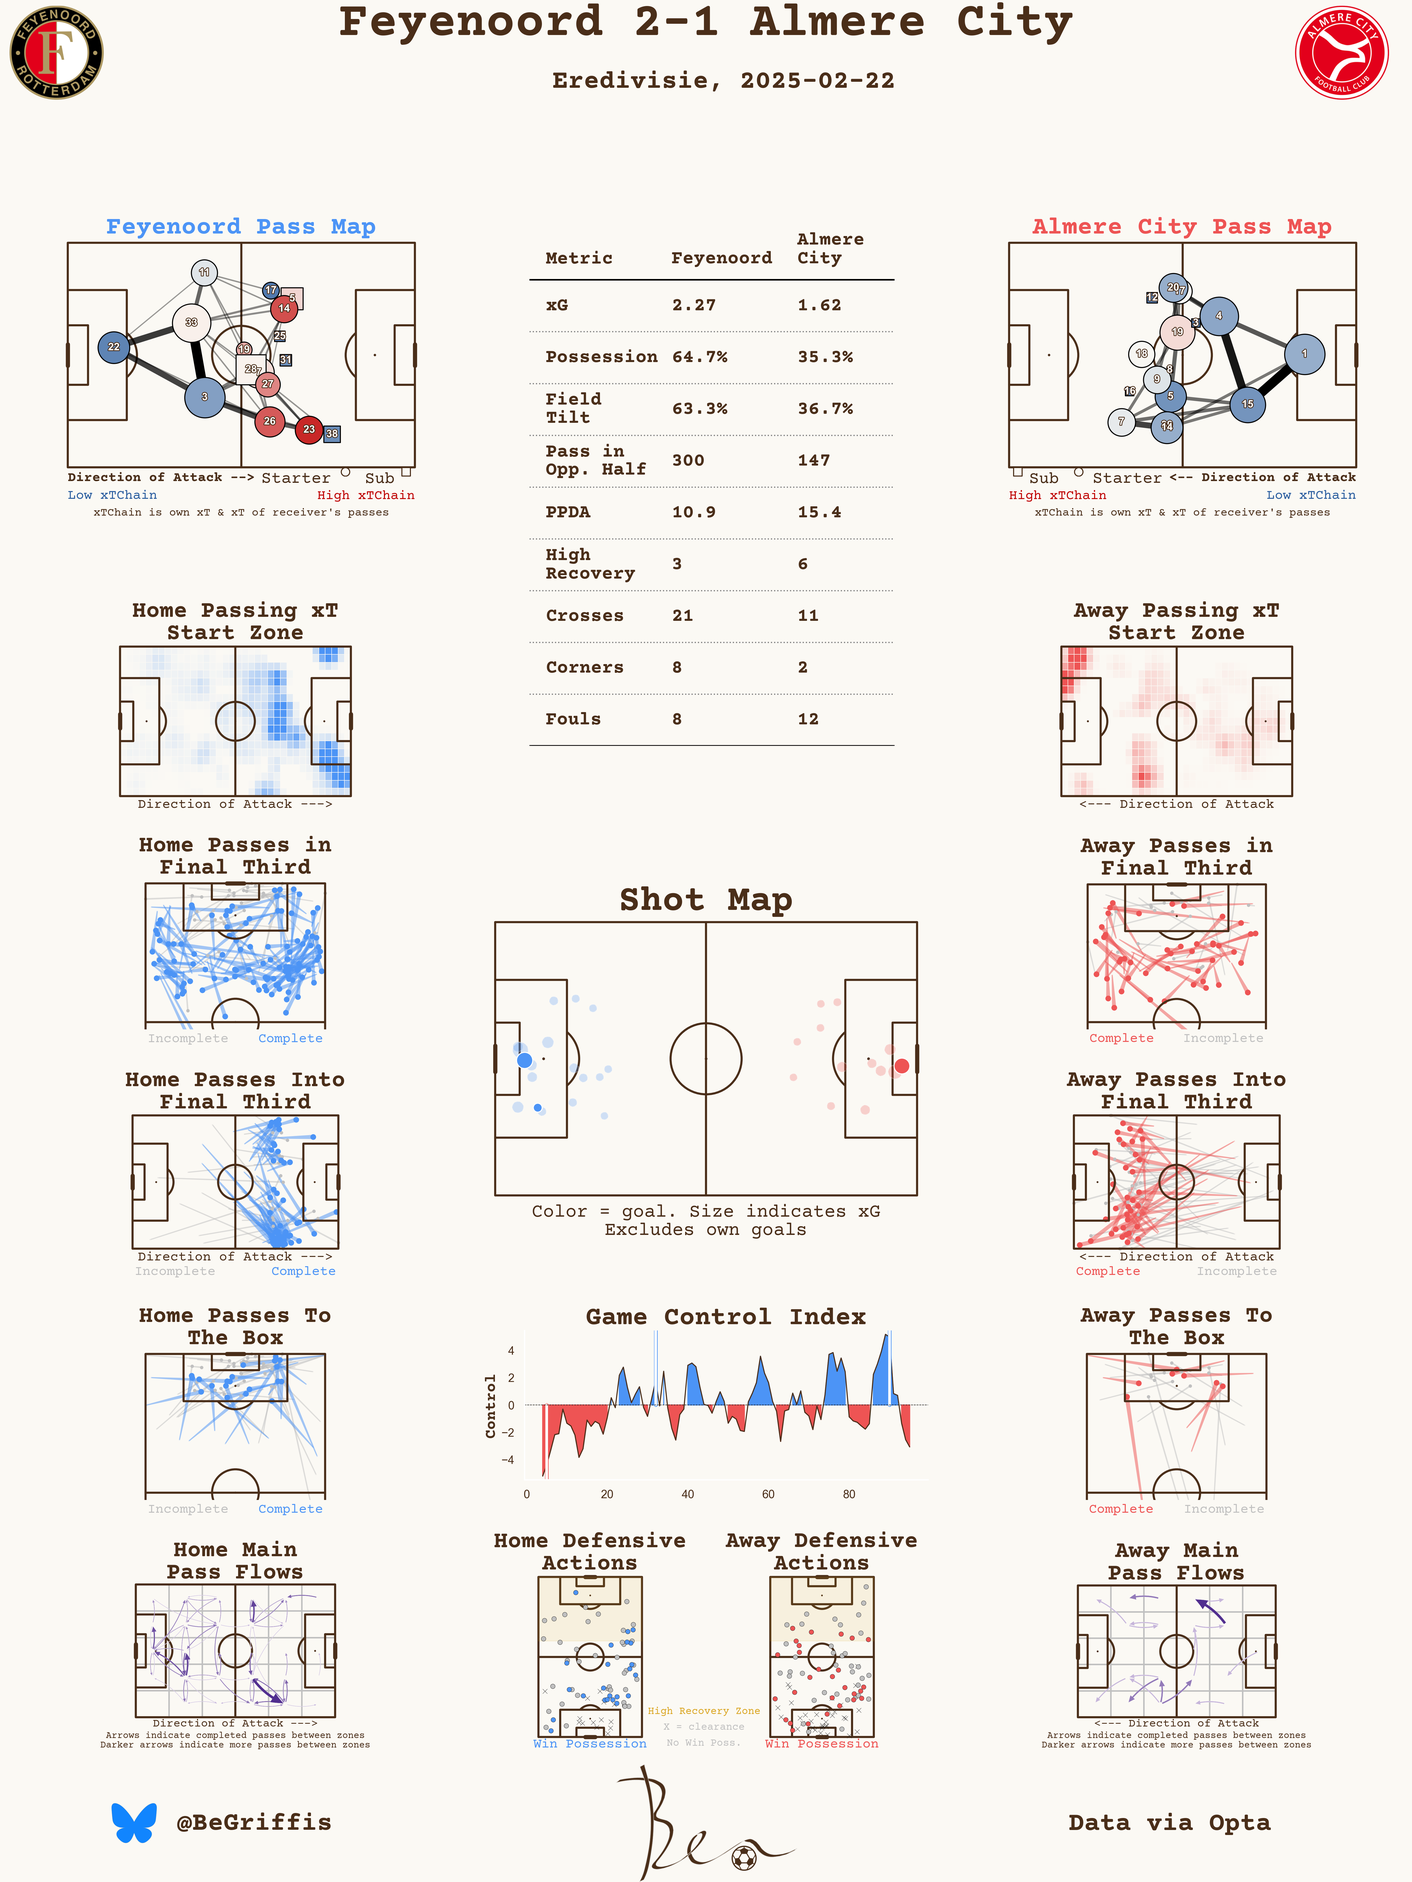 Feyenoord 2-1 Almere City
Eredivisie, 2025-02-22
FEYENOORD
F
ROTTERDAM
ALMERE CITY
FOOTBALL CLUB
Feyenoord Pass Map
11
17
5
14
33
25
22
19
31
28
27
3
26
23
38
Direction of Attack --> Starter Sub
Low xTChain High xTChain
xTChain is own xT & xT of receiver's passes
Metric Feyenoord Almere City
xG 2.27 1.62
Possession 64.7% 35.3%
Field Tilt 63.3% 36.7%
Pass in Opp. Half 300 147
PPDA 10.9 15.4
High Recovery 3 6
Crosses 21 11
Corners 8 2
Fouls 8 12
Almere City Pass Map
20
12
4
3
19
18
1
8
9
16
5
15
7
14
Sub Starter <-- Direction of Attack
High xTChain Low xTChain
xTChain is own xT & xT of receiver's passes
Home Passing xT
Start Zone
Direction of Attack --->
Away Passing xT
Start Zone
<--- Direction of Attack
Home Passes in
Final Third
Incomplete Complete
Away Passes in
Final Third
Complete Incomplete
Shot Map
Color = goal. Size indicates xG
Excludes own goals
Home Passes Into
Final Third
Direction of Attack --->
Incomplete Complete
Away Passes Into
Final Third
<--- Direction of Attack
Complete Incomplete
Home Passes To
The Box
Incomplete Complete
Game Control Index
Control
4
2
0
−2
−4
0 20 40 60 80
Away Passes To
The Box
Complete Incomplete
Home Main
Pass Flows
Direction of Attack --->
Arrows indicate completed passes between zones
Darker arrows indicate more passes between zones
Home Defensive
Actions
Win Possession
Away Defensive
Actions
Win Possession
High Recovery Zone
X = clearance
No Win Poss.
Away Main
Pass Flows
<--- Direction of Attack
Arrows indicate completed passes between zones
Darker arrows indicate more passes between zones
@BeGriffis
Ben
Data via Opta